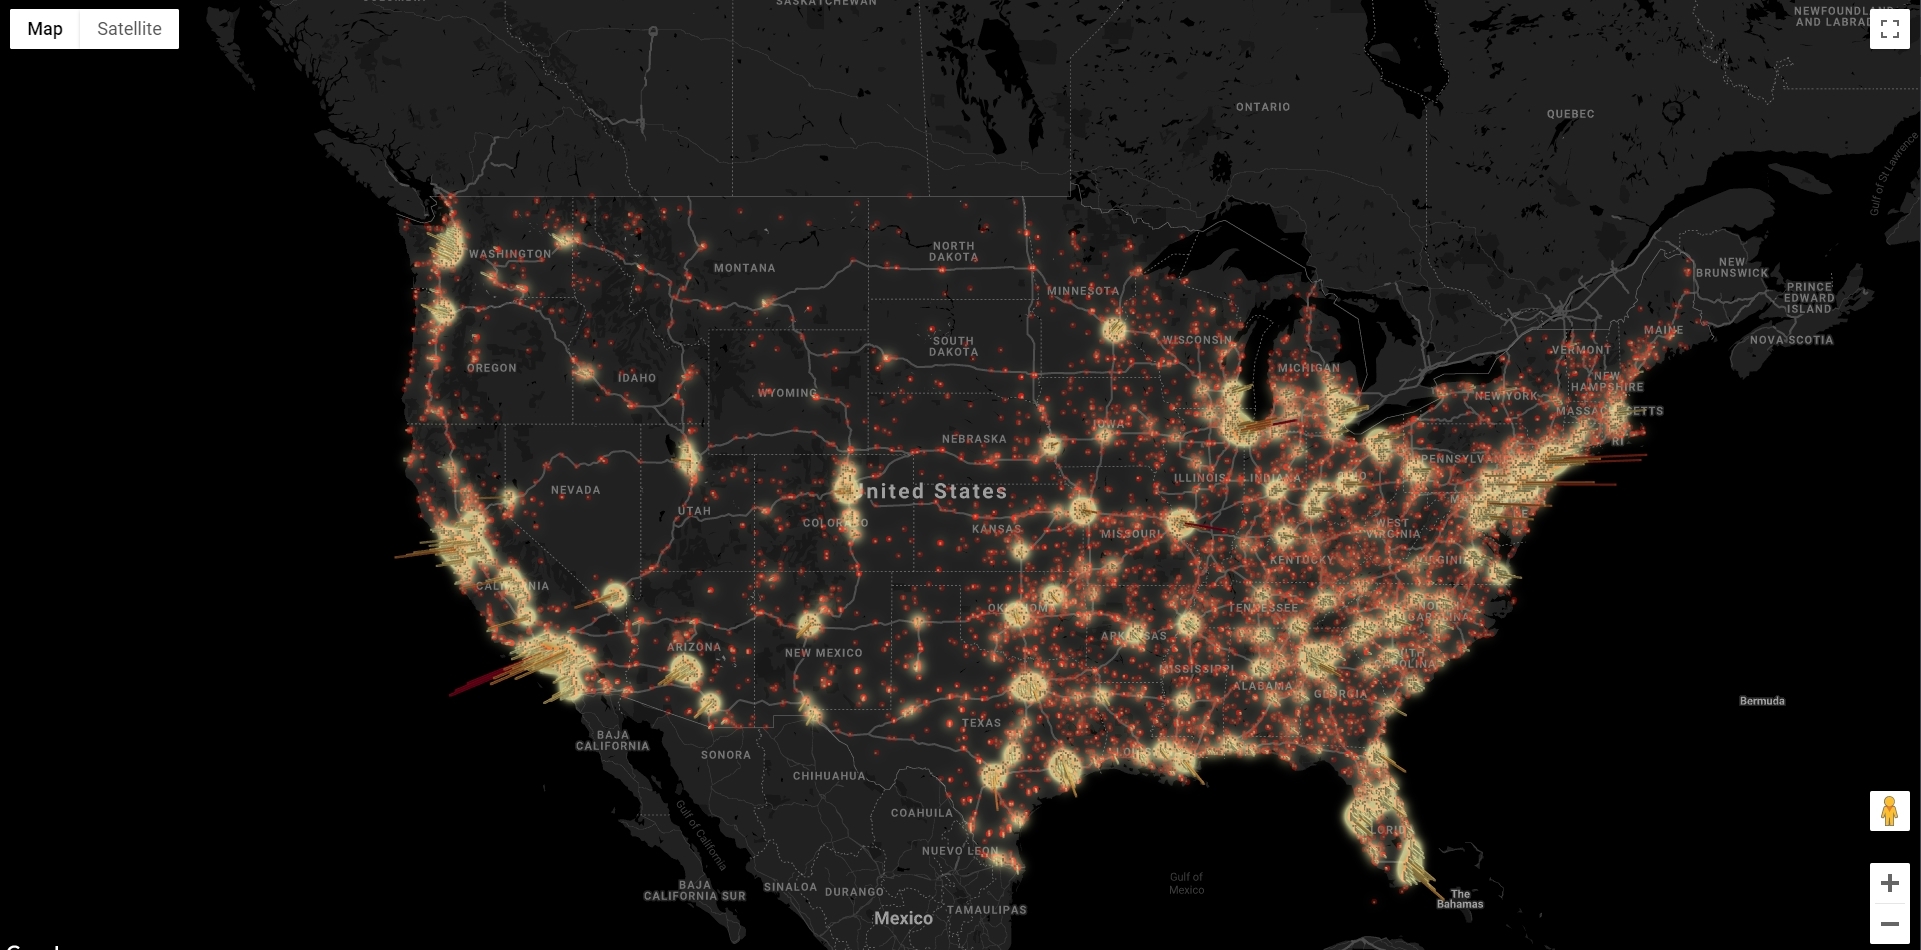 COLUMBIA
SASKATCHEWAN
NEWFOUNDLAND
AND LABRAD
Map
Satellite
ONTARIO
QUEBEC
Gulf of St Lawrence
WASHINGTON
MONTANA
NORTH
DAKOTA
MINNESOTA
NEW
BRUNSWICK
PRINCE
EDWARD
ISLAND
NOVA SCOTIA
MAINE
VERMONT
NEW
HAMPSHIRE
MASSACHUSETTS
RI
OREGON
IDAHO
WYOMING
SOUTH
DAKOTA
WISCONSIN
MICHIGAN
NEW YORK
IOWA
NEBRASKA
PENNSYLVAN
NEVADA
UTAH
United States
COLORADO
KANSAS
ILLINOIS
INDIANA
OHIO
MISSOURI
WEST
VIRGINIA
KENTUCKY
VIRGINIA
CALIFORNIA
OKLAHOMA
TENNESSEE
NORTH
CAROLINA
ARIZONA
NEW MEXICO
ARKANSAS
MISSISSIPPI
SOUTH
CAROLINA
ALABAMA
GEORGIA
TEXAS
Bermuda
BAJA
CALIFORNIA
SONORA
CHIHUAHUA
COAHUILA
Gulf of California
NUEVO LEON
FLORIDA
Gulf of
Mexico
BAJA
CALIFORNIA SUR
SINALOA
DURANGO
TAMAULIPAS
Mexico
The
Bahamas